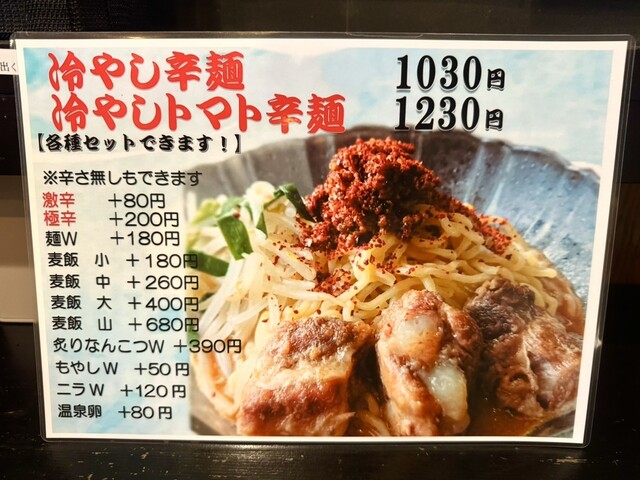 冷やし辛麺 1030円
冷やしトマト辛麺 1230円
【各種セットできます！】
※辛さ無しもできます
激辛 +80円
極辛 +200円
麺W +180円
麦飯 小 +180円
麦飯 中 +260円
麦飯 大 +400円
麦飯 山 +680円
炙りなんこつW +390円
もやしW +50円
ニラW +120円
温泉卵 +80円
出く